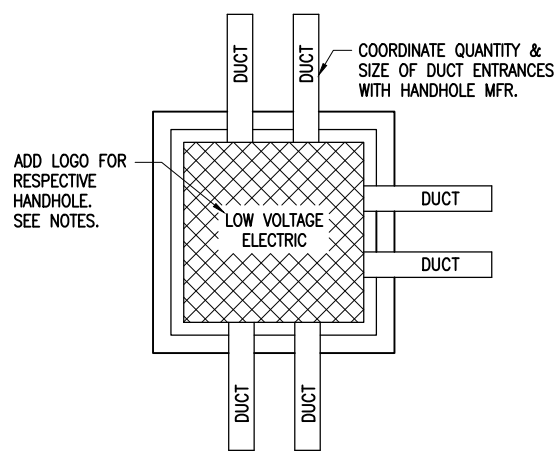 DUCT
DUCT
COORDINATE QUANTITY &
SIZE OF DUCT ENTRANCES
WITH HANDHOLE MFR.
ADD LOGO FOR
RESPECTIVE
HANDHOLE.
SEE NOTES.
LOW VOLTAGE
ELECTRIC
DUCT
DUCT
DUCT
DUCT